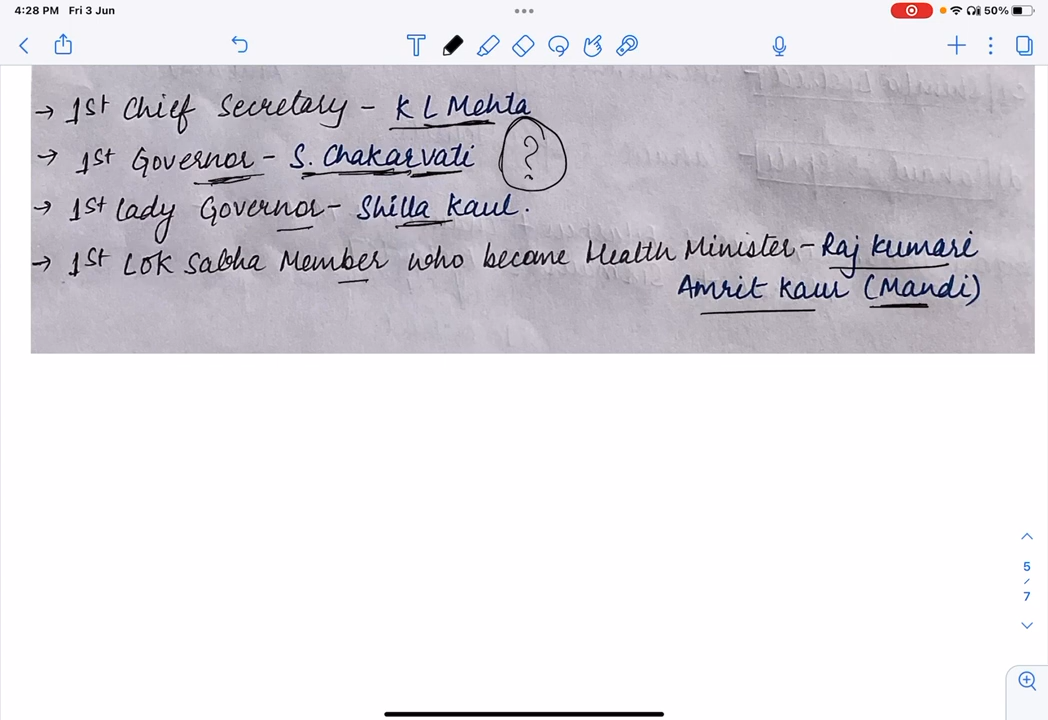 4:28 PM Fri 3 Jun
50%
→ 1st Chief Secretary - K L Mehta
→ 1st Governor - S. Chakarvati ?
→ 1st lady Governor - Shilla Kaul.
→ 1st Lok Sabha Member who become Health Minister - Raj Kumari
Amrit Kaur (Mandi)
5
/
7